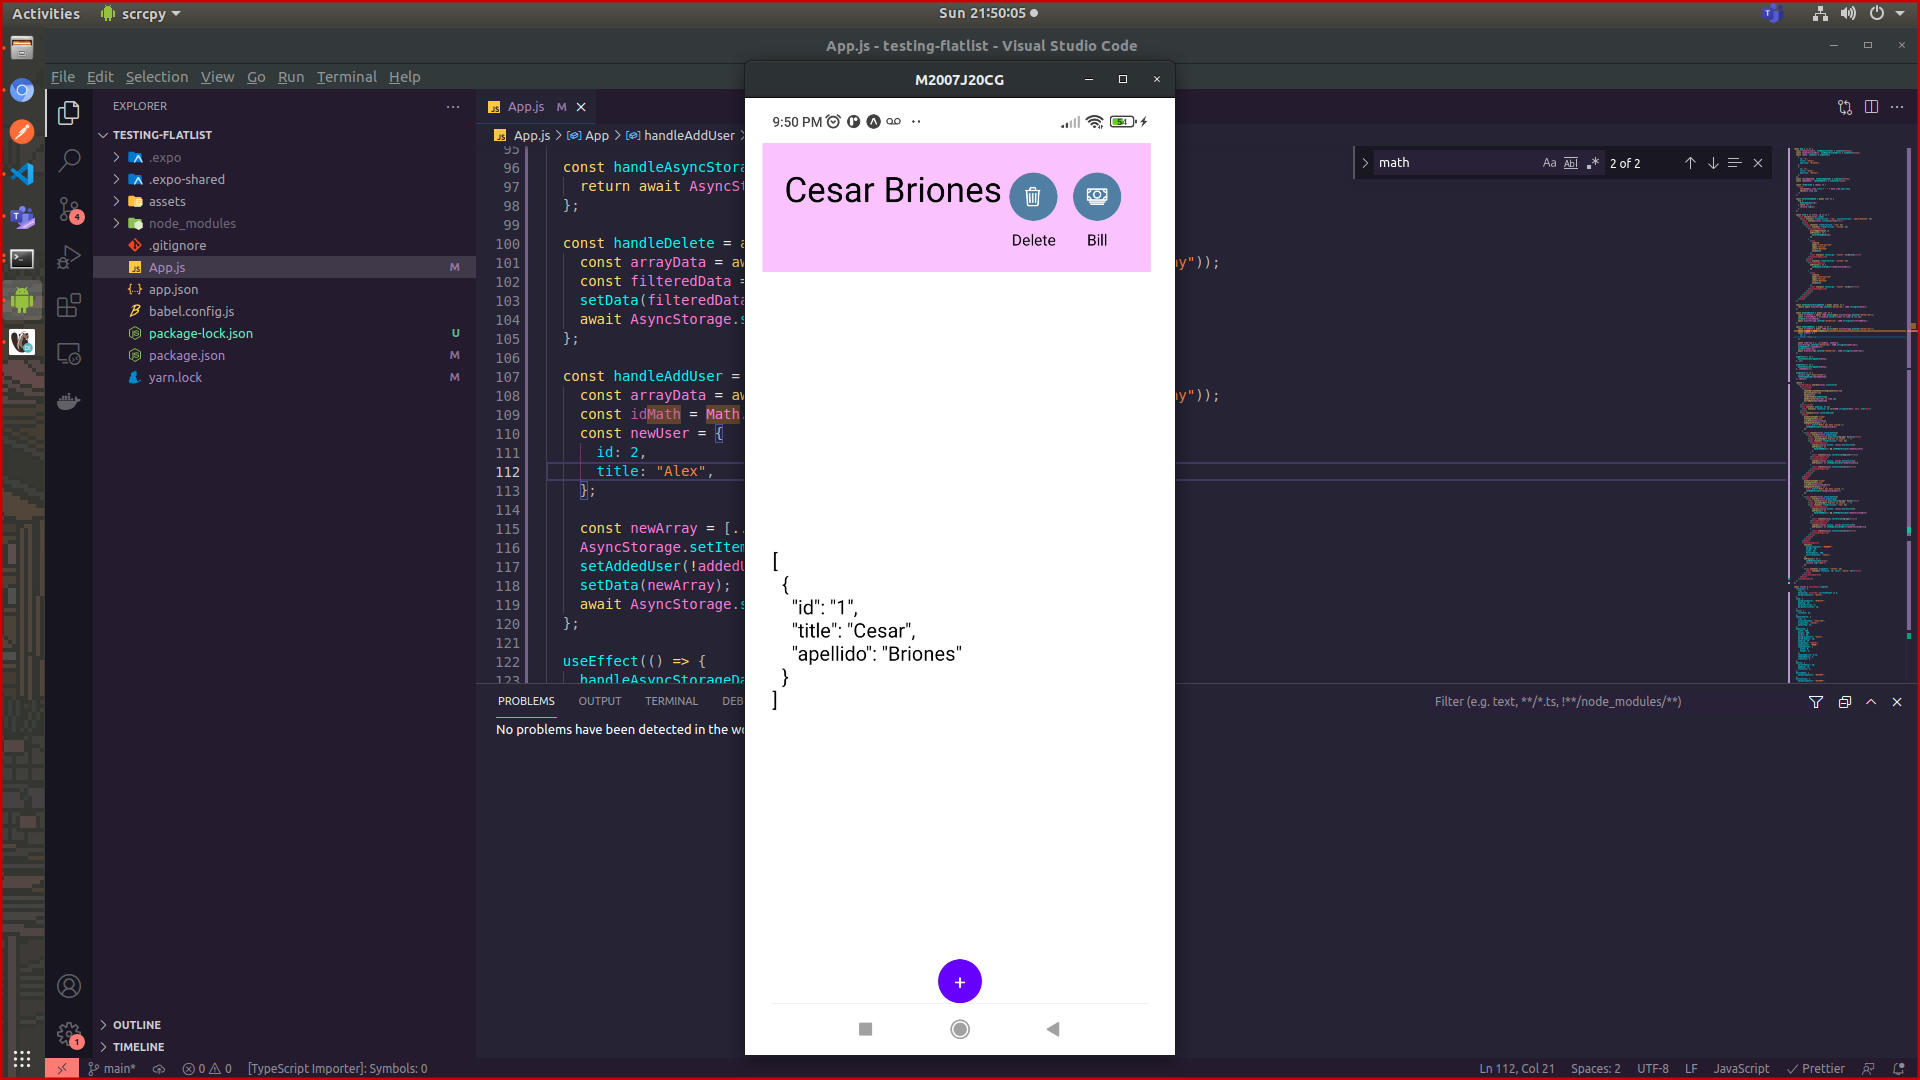 Activities
scrcpy
Sun 21:50:05
App.js - testing-flatlist - Visual Studio Code
File Edit Selection View Go Run Terminal Help
M2007J20CG
EXPLORER
TESTING-FLATLIST
.expo
.expo-shared
assets
node_modules
.gitignore
App.js M
app.json
babel.config.js
package-lock.json U
package.json M
yarn.lock M
OUTLINE
TIMELINE
4
1
App.js M
App.js > App > handleAddUser >
95
96 const handleAsyncStora
97 return await AsyncSt
98 };
99
100 const handleDelete = a
101 const arrayData = aw y"));
102 const filteredData =
103 setData(filteredData
104 await AsyncStorage.s
105 };
106
107 const handleAddUser =
108 const arrayData = aw y"));
109 const idMath = Math.
110 const newUser = {
111 id: 2,
112 title: "Alex",
113 };
114
115 const newArray = [..
116 AsyncStorage.setItem
117 setAddedUser(!addedU
118 setData(newArray);
119 await AsyncStorage.s
120 };
121
122 useEffect(() => {
123 handleAsyncStorageDa
math Aa Abl .* 2 of 2
9:50 PM
54
Cesar Briones
Delete
Bill
[
{
"id": "1",
"title": "Cesar",
"apellido": "Briones"
}
]
+
PROBLEMS OUTPUT TERMINAL DEB
Filter (e.g. text, **/*.ts, !**/node_modules/**)
No problems have been detected in the wo
main* 0 0 [TypeScript Importer]: Symbols: 0
Ln 112, Col 21 Spaces: 2 UTF-8 LF JavaScript Prettier